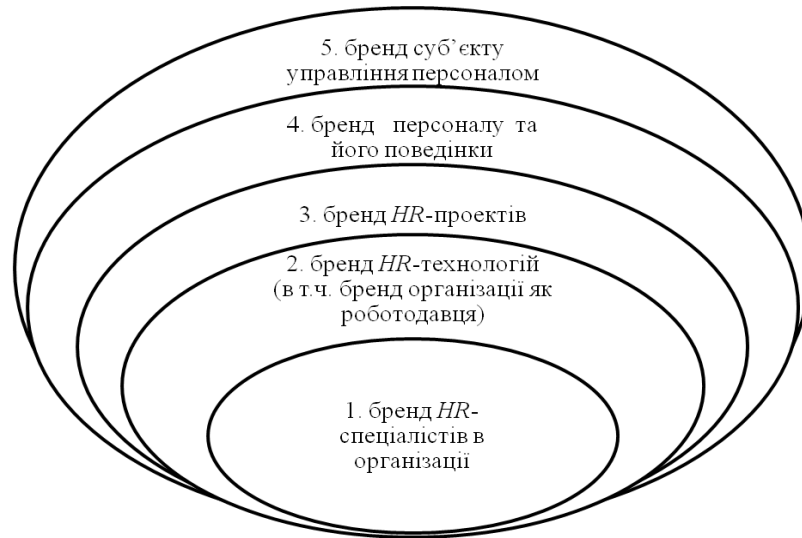 5. бренд суб’єкту
управління персоналом
4. бренд персоналу та
його поведінки
3. бренд HR-проектів
2. бренд HR-технологій
(в т.ч. бренд організації як
роботодавця)
1. бренд HR-
спеціалістів в
організації